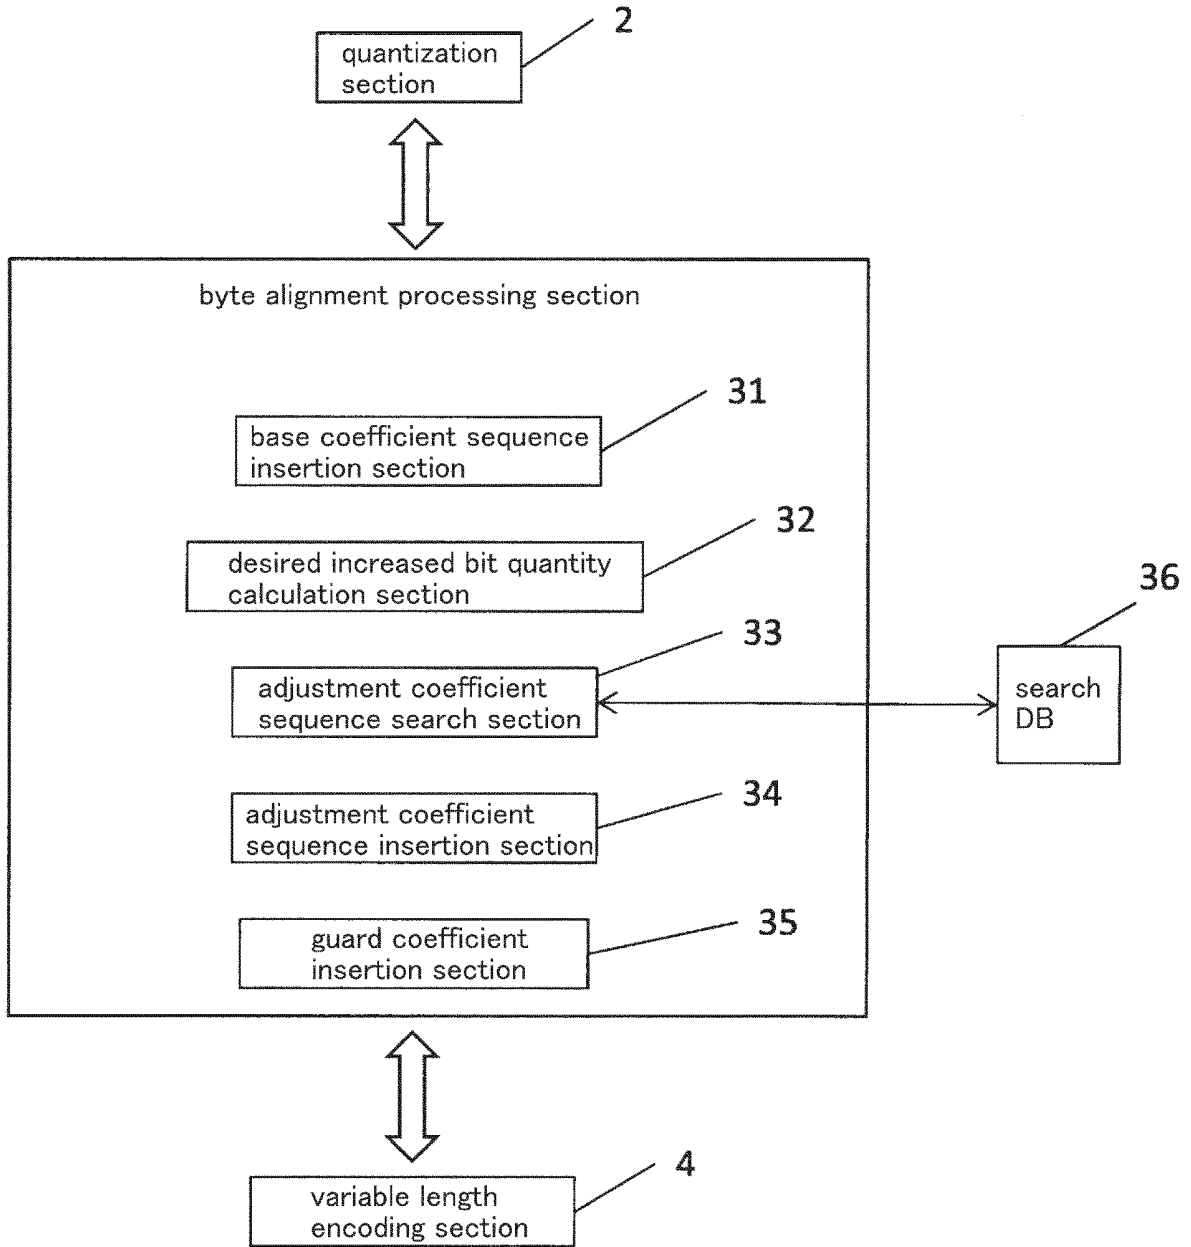 2
quantization
section
byte alignment processing section
31
base coefficient sequence
insertion section
32
desired increased bit quantity
calculation section
36
33
adjustment coefficient
sequence search section
search
DB
34
adjustment coefficient
sequence insertion section
35
guard coefficient
insertion section
4
variable length
encoding section